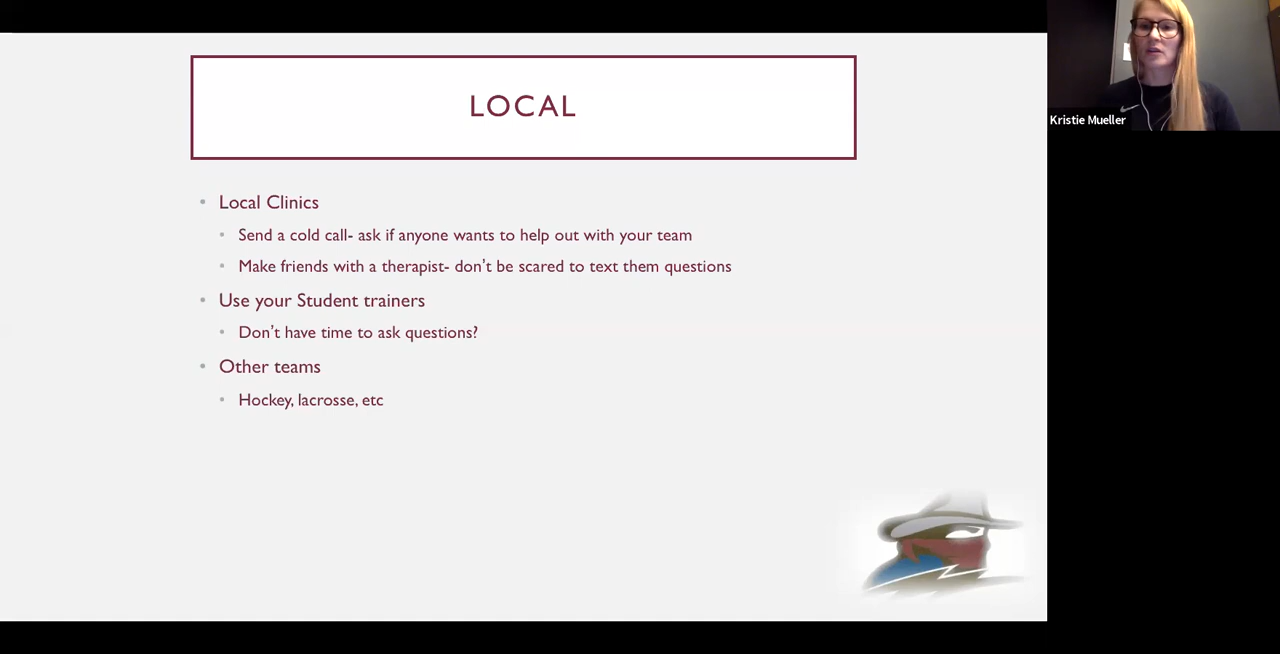 LOCAL
Kristie Mueller
• Local Clinics
• Send a cold call- ask if anyone wants to help out with your team
• Make friends with a therapist- don't be scared to text them questions
• Use your Student trainers
• Don't have time to ask questions?
• Other teams
• Hockey, lacrosse, etc